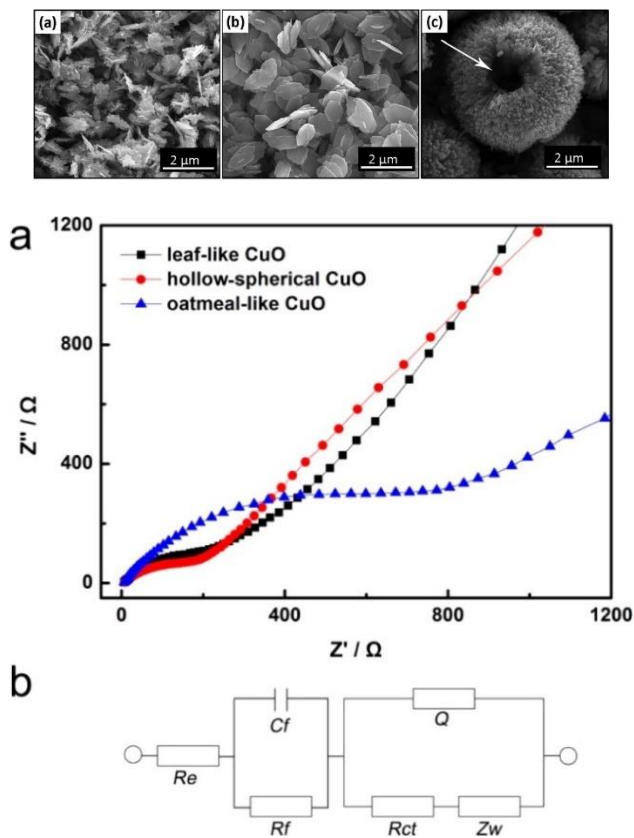 (a) (b) (c)
2 μm 2 μm 2 μm
a
1200
800
400
0
Z" / Ω
leaf-like CuO
hollow-spherical CuO
oatmeal-like CuO
0 400 800 1200
Z' / Ω
b
Cf
Q
Re
Rf
Rct
Zw